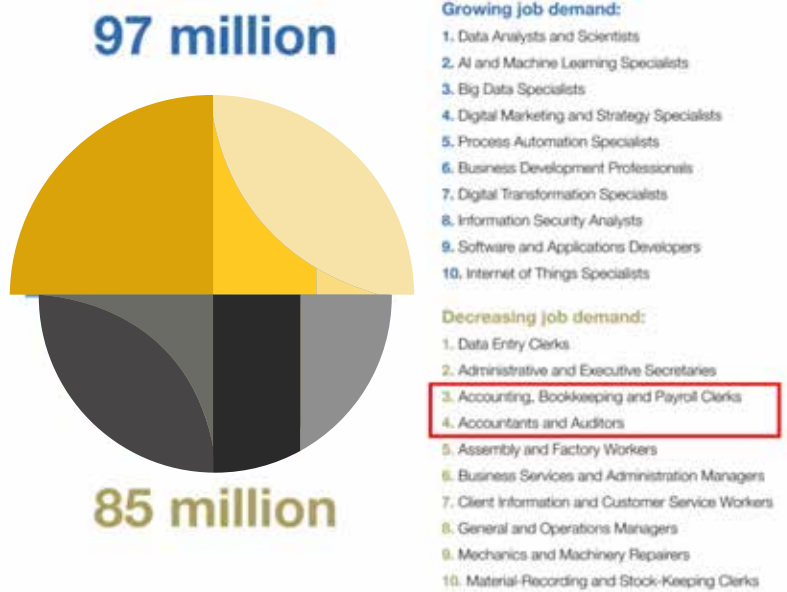 97 million
85 million
Growing job demand:
1. Data Analysts and Scientists
2. AI and Machine Learning Specialists
3. Big Data Specialists
4. Digital Marketing and Strategy Specialists
5. Process Automation Specialists
6. Business Development Professionals
7. Digital Transformation Specialists
8. Information Security Analysts
9. Software and Applications Developers
10. Internet of Things Specialists
Decreasing job demand:
1. Data Entry Clerks
2. Administrative and Executive Secretaries
3. Accounting, Bookkeeping and Payroll Clerks
4. Accountants and Auditors
5. Assembly and Factory Workers
6. Business Services and Administration Managers
7. Client Information and Customer Service Workers
8. General and Operations Managers
9. Mechanics and Machinery Repairers
10. Material-Recording and Stock-Keeping Clerks